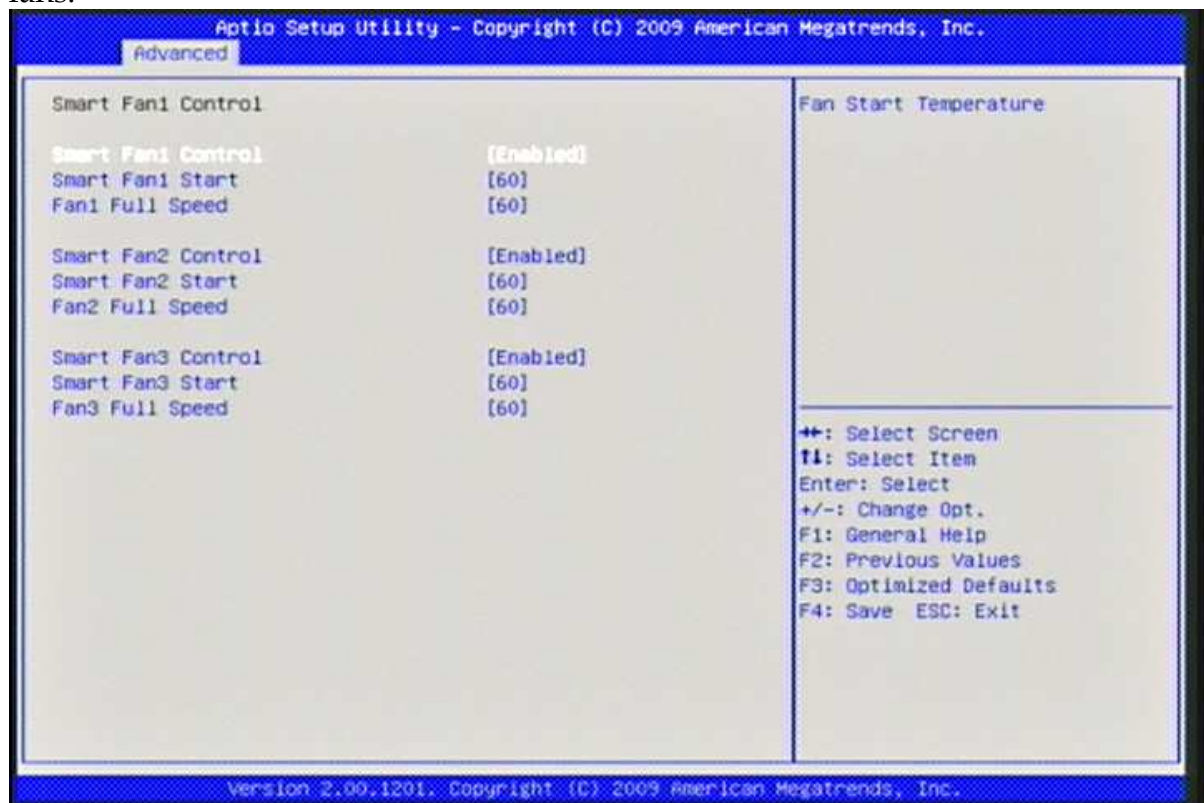 Aptio Setup Utility – Copyright (C) 2009 American Megatrends, Inc.
Advanced
Smart Fan1 Control
Smart Fan1 Control [Enabled]
Smart Fan1 Start [60]
Fan1 Full Speed [60]
Smart Fan2 Control [Enabled]
Smart Fan2 Start [60]
Fan2 Full Speed [60]
Smart Fan3 Control [Enabled]
Smart Fan3 Start [60]
Fan3 Full Speed [60]
Fan Start Temperature
→←: Select Screen
↑↓: Select Item
Enter: Select
+/-: Change Opt.
F1: General Help
F2: Previous Values
F3: Optimized Defaults
F4: Save ESC: Exit
Version 2.00.1201. Copyright (C) 2009 American Megatrends, Inc.